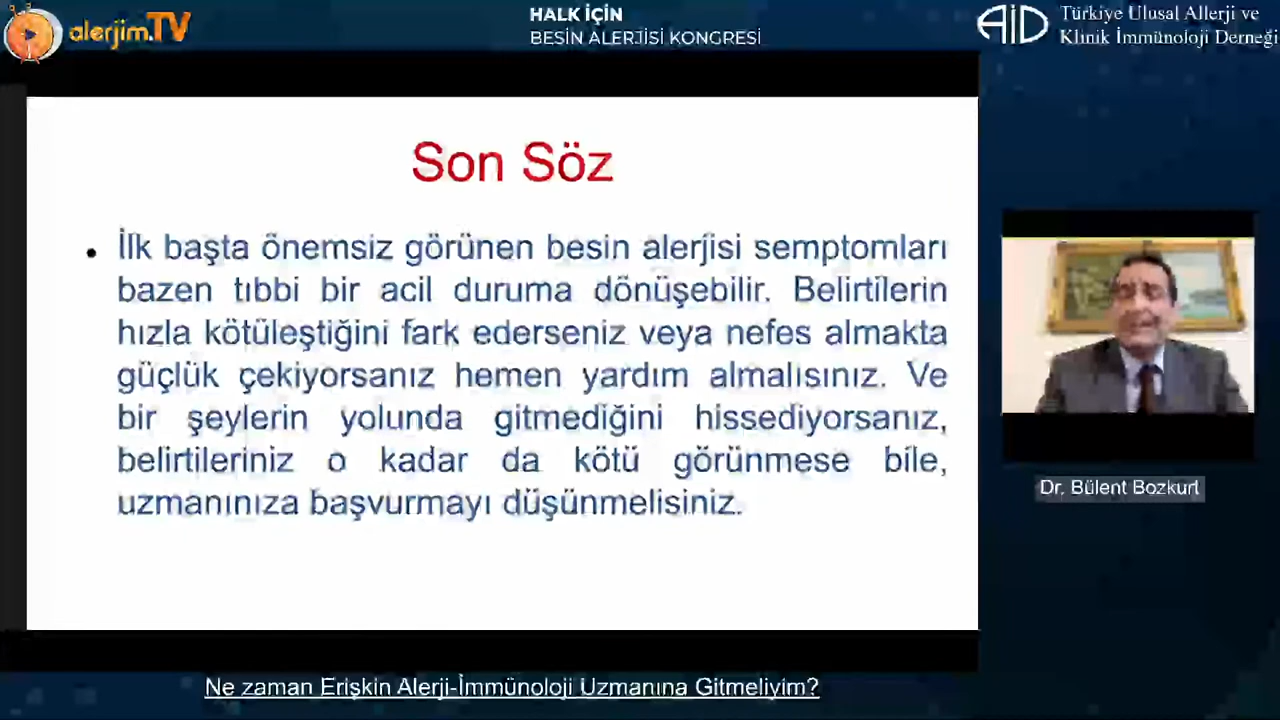 alerjim.TV
HALK İÇİN
BESİN ALERJİSİ KONGRESİ
AİD
Türkiye Ulusal Allerji ve
Klinik İmmünoloji Derneği
Son Söz
• İlk başta önemsiz görünen besin alerjisi semptomları
bazen tıbbi bir acil duruma dönüşebilir. Belirtilerin
hızla kötüleştiğini fark ederseniz veya nefes almakta
güçlük çekiyorsanız hemen yardım almalısınız. Ve
bir şeylerin yolunda gitmediğini hissediyorsanız,
belirtileriniz o kadar da kötü görünmese bile,
uzmanınıza başvurmayı düşünmelisiniz.
Dr. Bülent Bozkurt
Ne zaman Erişkin Alerji-İmmünoloji Uzmanına Gitmeliyim?